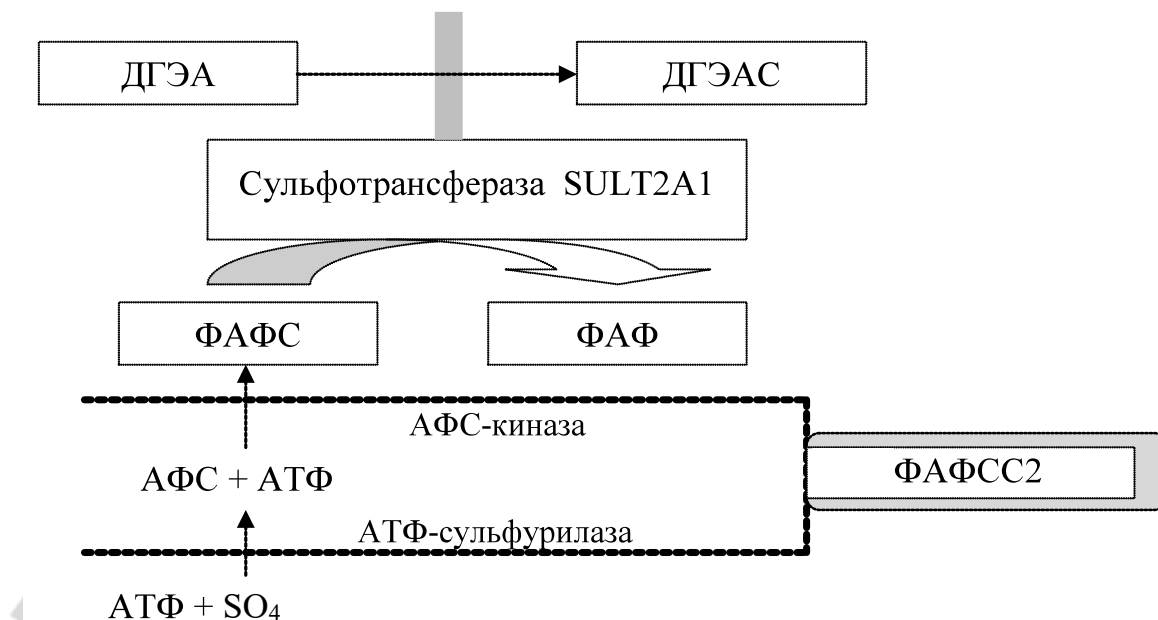 ДГЭА
ДГЭАС
Сульфотрансфераза SULT2A1
ФАФС
ФАФ
АФС-киназа
АФС + АТФ
ФАФСС2
АТФ-сульфурилаза
АТФ + SO₄